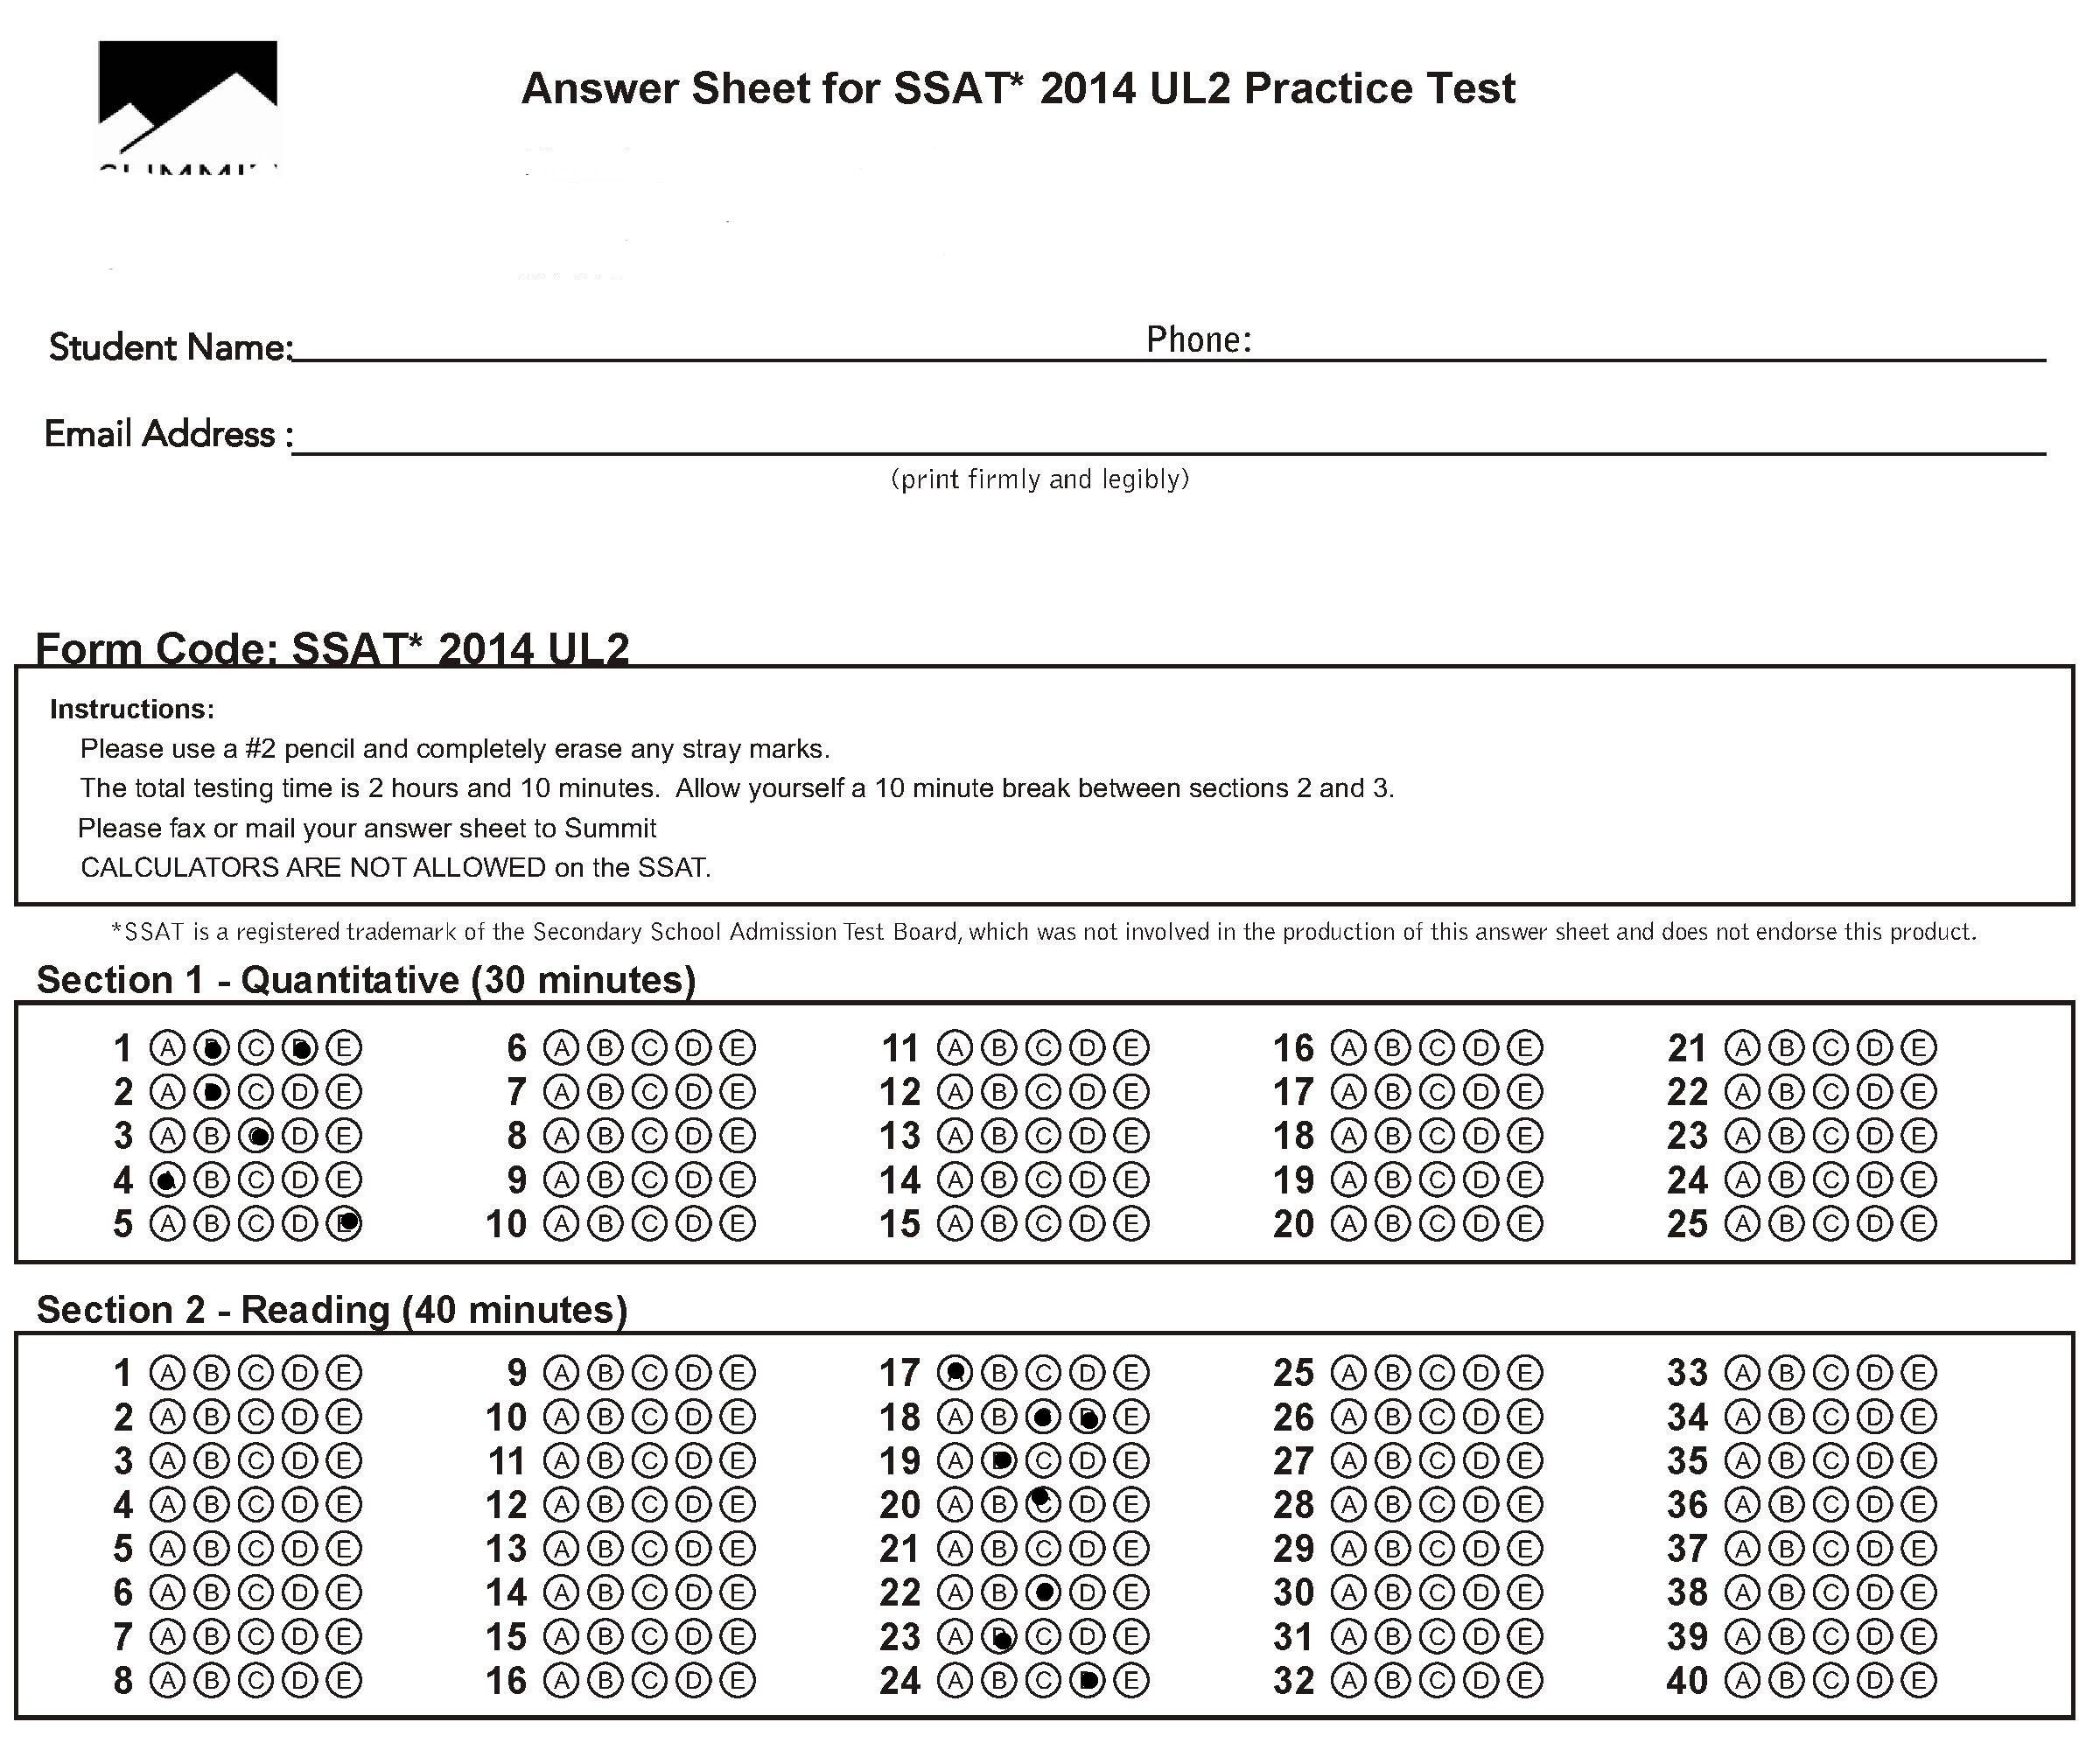 Answer Sheet for SSAT* 2014 UL2 Practice Test
Student Name: Phone:
Email Address :
(print firmly and legibly)
Form Code: SSAT* 2014 UL2
Instructions:
Please use a #2 pencil and completely erase any stray marks.
The total testing time is 2 hours and 10 minutes. Allow yourself a 10 minute break between sections 2 and 3.
Please fax or mail your answer sheet to Summit
CALCULATORS ARE NOT ALLOWED on the SSAT.
*SSAT is a registered trademark of the Secondary School Admission Test Board, which was not involved in the production of this answer sheet and does not endorse this product.
Section 1 - Quantitative (30 minutes)
1 A C E 6 A B C D E 11 A B C D E 16 A B C D E 21 A B C D E
2 A C D E 7 A B C D E 12 A B C D E 17 A B C D E 22 A B C D E
3 A B D E 8 A B C D E 13 A B C D E 18 A B C D E 23 A B C D E
4 B C D E 9 A B C D E 14 A B C D E 19 A B C D E 24 A B C D E
5 A B C D 10 A B C D E 15 A B C D E 20 A B C D E 25 A B C D E
Section 2 - Reading (40 minutes)
1 A B C D E 9 A B C D E 17 B C D E 25 A B C D E 33 A B C D E
2 A B C D E 10 A B C D E 18 A B E 26 A B C D E 34 A B C D E
3 A B C D E 11 A B C D E 19 A C D E 27 A B C D E 35 A B C D E
4 A B C D E 12 A B C D E 20 A B C D E 28 A B C D E 36 A B C D E
5 A B C D E 13 A B C D E 21 A B C D E 29 A B C D E 37 A B C D E
6 A B C D E 14 A B C D E 22 A B D E 30 A B C D E 38 A B C D E
7 A B C D E 15 A B C D E 23 A C D E 31 A B C D E 39 A B C D E
8 A B C D E 16 A B C D E 24 A B C E 32 A B C D E 40 A B C D E